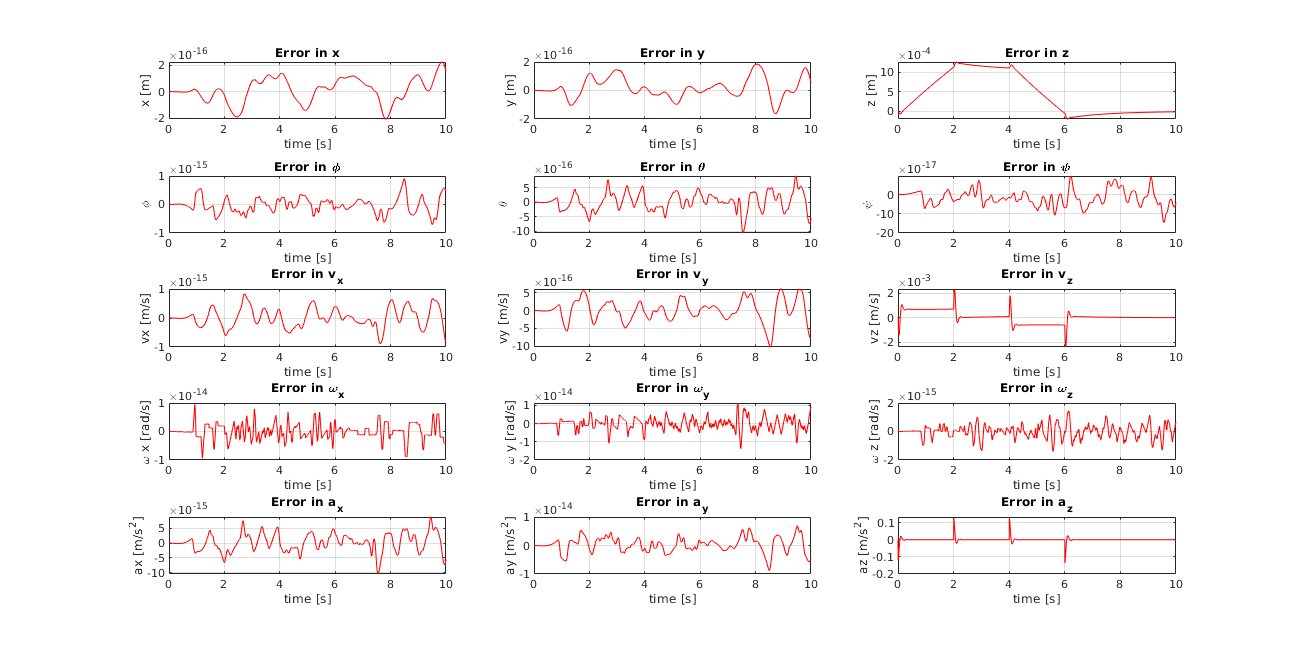 ×10⁻¹⁶ Error in x
x [m]
2
0
-2
0 2 4 6 8 10
time [s]
×10⁻¹⁶ Error in y
y [m]
2
0
-2
0 2 4 6 8 10
time [s]
×10⁻⁴ Error in z
z [m]
10
5
0
0 2 4 6 8 10
time [s]
×10⁻¹⁵ Error in ϕ
ϕ
1
0
-1
0 2 4 6 8 10
time [s]
×10⁻¹⁶ Error in θ
θ
5
0
-5
-10
0 2 4 6 8 10
time [s]
×10⁻¹⁷ Error in ψ
ψ
0
-10
-20
0 2 4 6 8 10
time [s]
×10⁻¹⁵ Error in vₓ
vx [m/s]
1
0
-1
0 2 4 6 8 10
time [s]
×10⁻¹⁶ Error in v_y
vy [m/s]
5
0
-5
-10
0 2 4 6 8 10
time [s]
×10⁻³ Error in v_z
vz [m/s]
2
0
-2
0 2 4 6 8 10
time [s]
×10⁻¹⁴ Error in ωₓ
ω x [rad/s]
1
0
-1
0 2 4 6 8 10
time [s]
×10⁻¹⁴ Error in ω_y
ω y [rad/s]
1
0
-1
-2
0 2 4 6 8 10
time [s]
×10⁻¹⁵ Error in ω_z
ω z [rad/s]
2
0
-2
0 2 4 6 8 10
time [s]
×10⁻¹⁵ Error in aₓ
ax [m/s²]
5
0
-5
-10
0 2 4 6 8 10
time [s]
×10⁻¹⁴ Error in a_y
ay [m/s²]
1
0
-1
0 2 4 6 8 10
time [s]
Error in a_z
az [m/s²]
0.1
0
-0.1
-0.2
0 2 4 6 8 10
time [s]